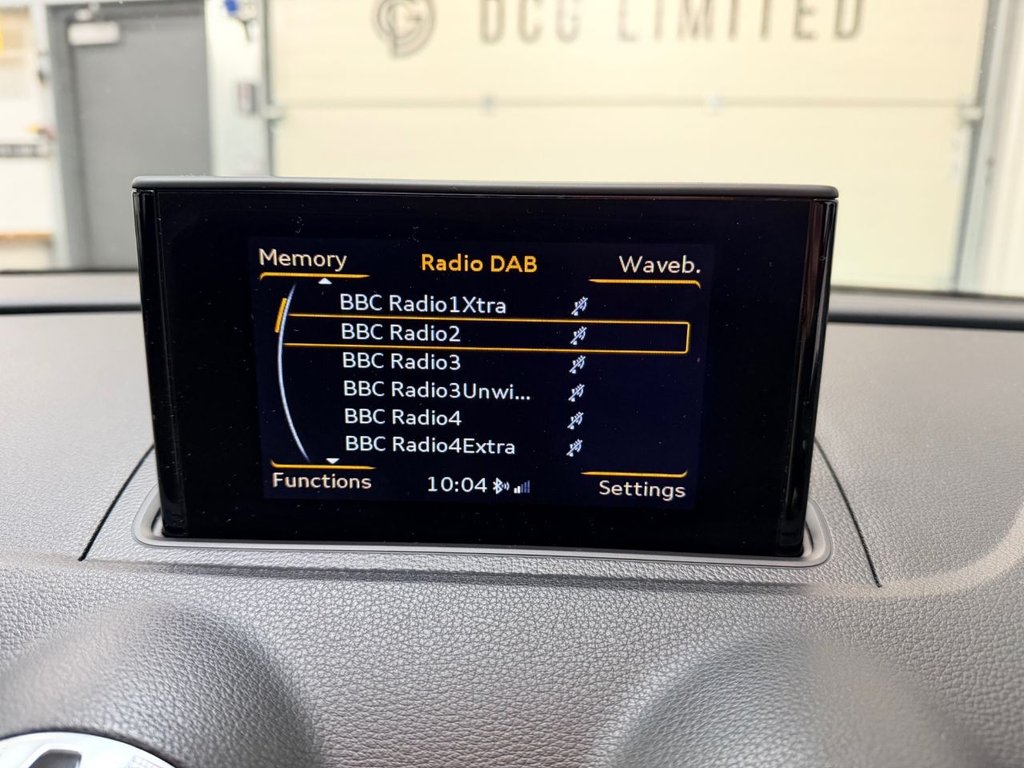 DCG LIMITED
Memory Radio DAB Waveb.
BBC Radio1Xtra
BBC Radio2
BBC Radio3
BBC Radio3Unwi...
BBC Radio4
BBC Radio4Extra
Functions 10:04 Settings